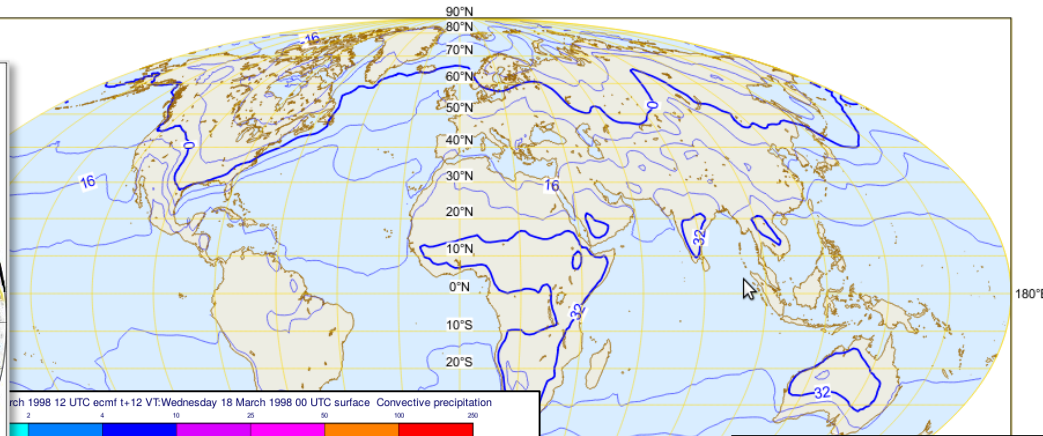 90°N
80°N
-16
70°N
60°N
0
50°N
40°N
0
30°N
16
16
20°N
32
10°N
0°N
180°E
32
10°S
20°S
32
rch 1998 12 UTC ecmf t+12 VT:Wednesday 18 March 1998 00 UTC surface Convective precipitation
2 4 10 25 50 100 250